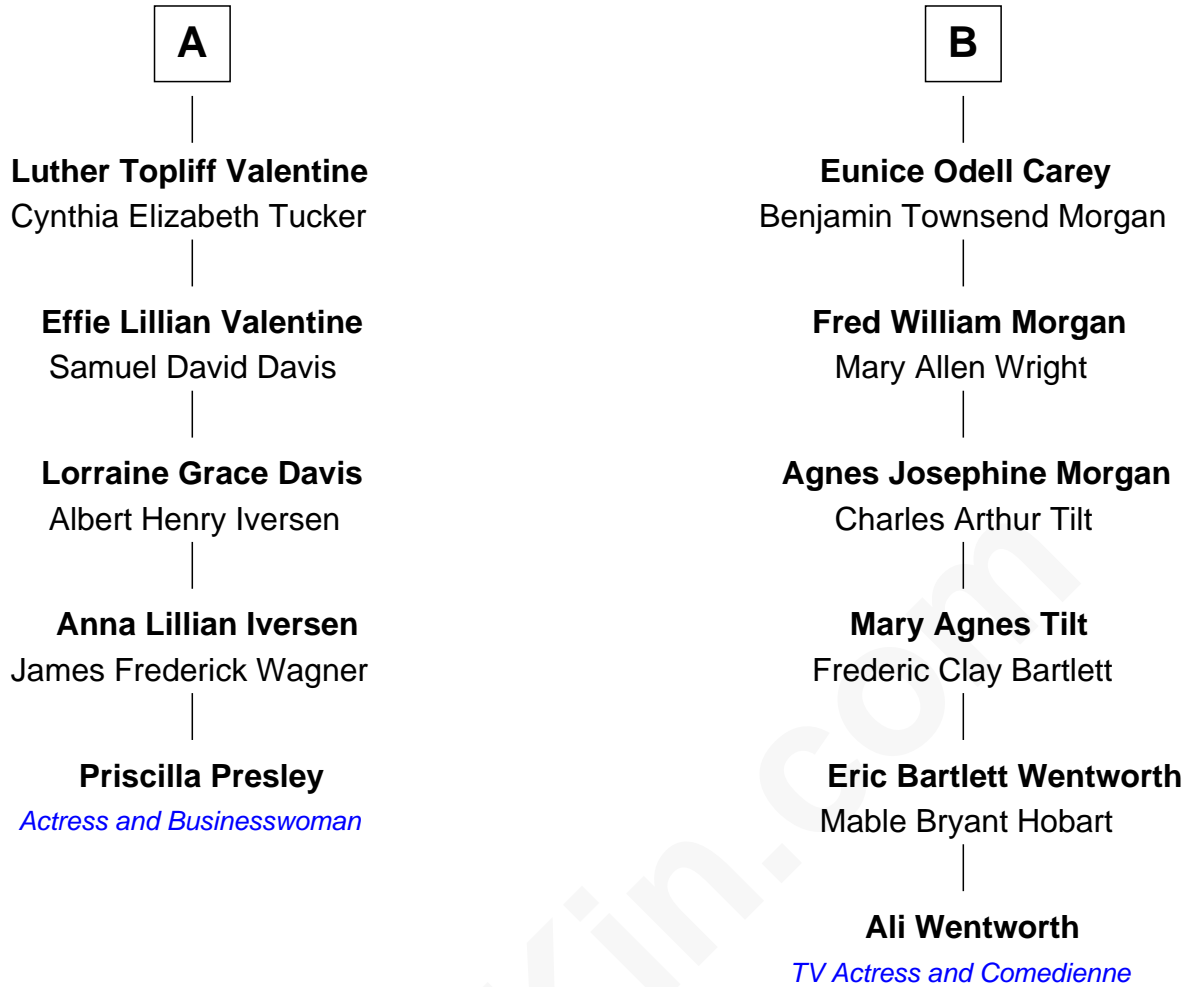 A
Luther Topliff Valentine
Cynthia Elizabeth Tucker
Effie Lillian Valentine
Samuel David Davis
Lorraine Grace Davis
Albert Henry Iversen
Anna Lillian Iversen
James Frederick Wagner
Priscilla Presley
Actress and Businesswoman
B
Eunice Odell Carey
Benjamin Townsend Morgan
Fred William Morgan
Mary Allen Wright
Agnes Josephine Morgan
Charles Arthur Tilt
Mary Agnes Tilt
Frederic Clay Bartlett
Eric Bartlett Wentworth
Mable Bryant Hobart
Ali Wentworth
TV Actress and Comedienne
Kin.com